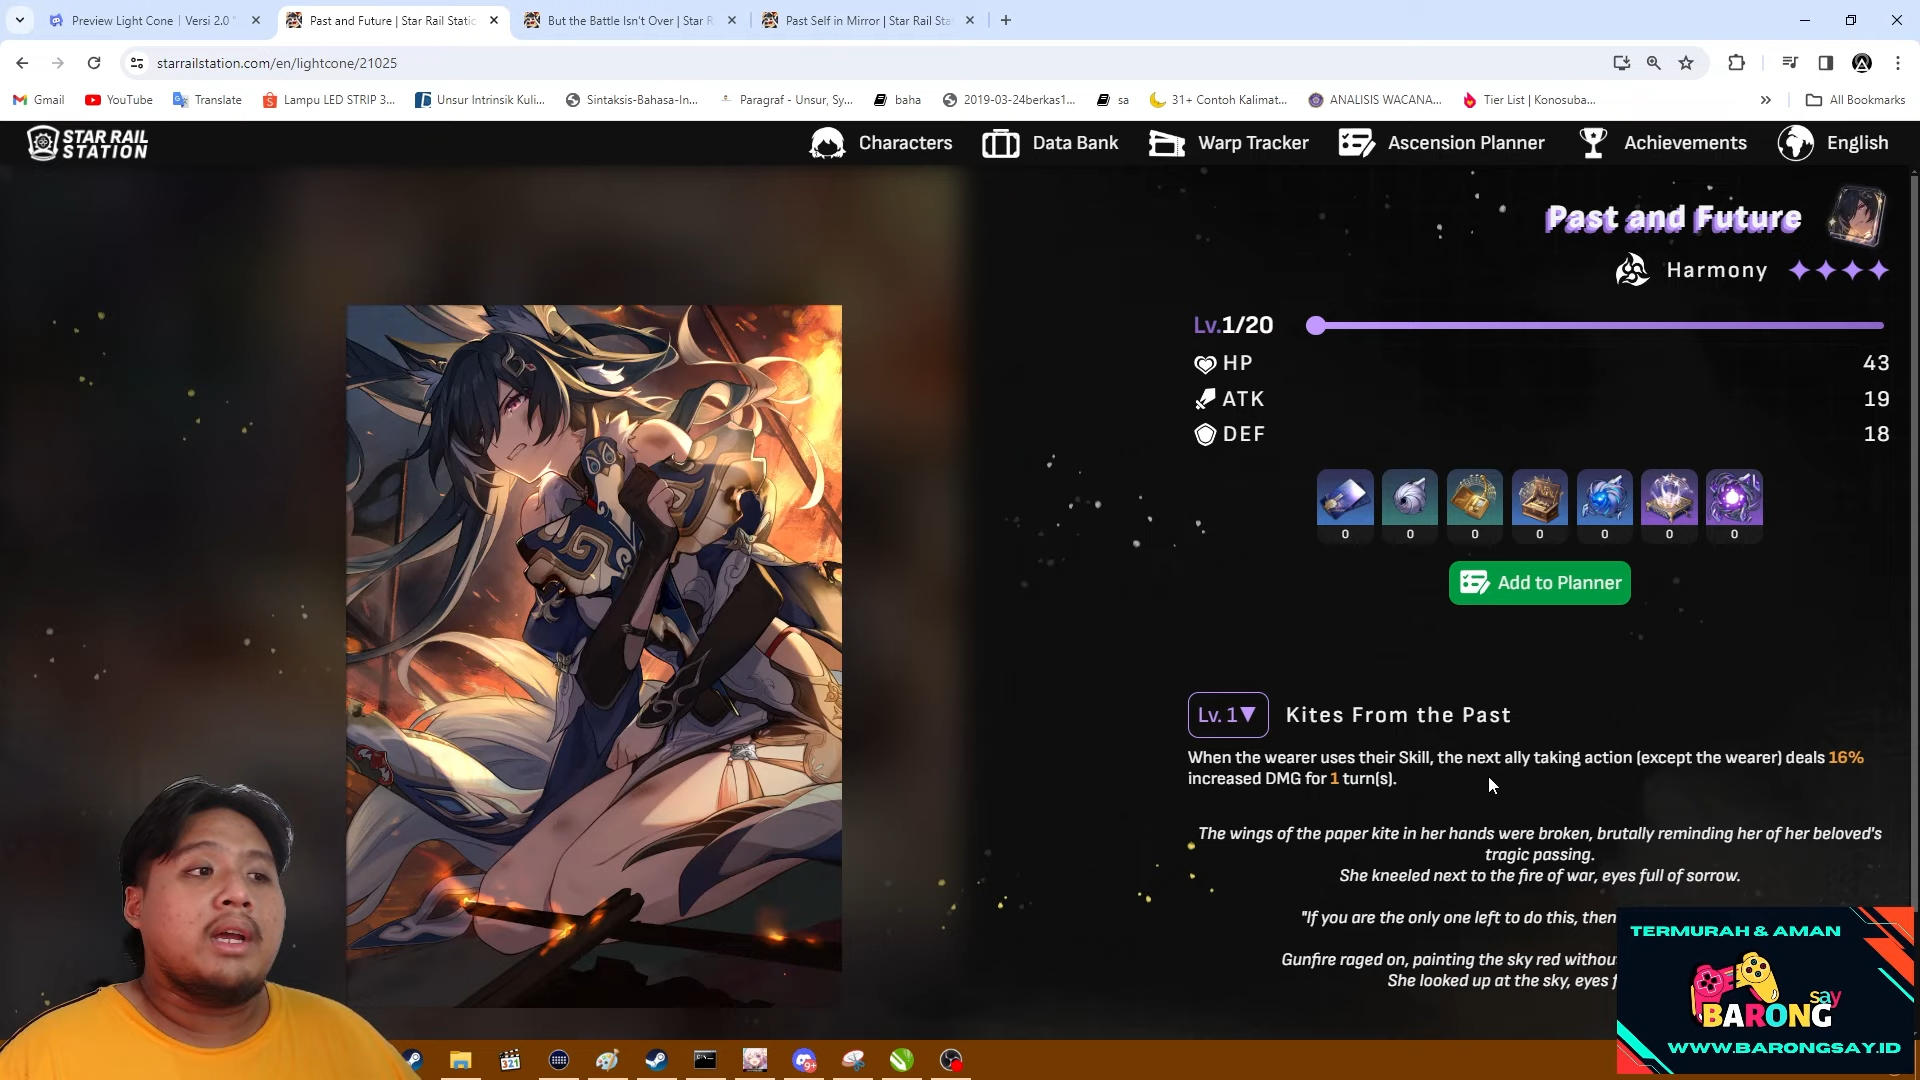 Preview Light Cone | Versi 2.0
Past and Future | Star Rail Static
But the Battle Isn't Over | Star R
Past Self in Mirror | Star Rail Sta
starrailstation.com/en/lightcone/21025
Gmail
YouTube
Translate
Lampu LED STRIP 3...
Unsur Intrinsik Kuli...
Sintaksis-Bahasa-In...
Paragraf - Unsur, Sy...
baha
2019-03-24berkas1...
sa
31+ Contoh Kalimat...
ANALISIS WACANA...
Tier List | Konosuba...
All Bookmarks
STAR RAIL
STATION
Characters
Data Bank
Warp Tracker
Ascension Planner
Achievements
English
Past and Future
Harmony
Lv.1/20
HP 43
ATK 19
DEF 18
0 0 0 0 0 0 0
Add to Planner
Lv. 1▼ Kites From the Past
When the wearer uses their Skill, the next ally taking action (except the wearer) deals 16%
increased DMG for 1 turn(s).
The wings of the paper kite in her hands were broken, brutally reminding her of her beloved's
tragic passing.
She kneeled next to the fire of war, eyes full of sorrow.
"If you are the only one left to do this, then
Gunfire raged on, painting the sky red withou
She looked up at the sky, eyes f
TERMURAH & AMAN
BARONG
say
WWW.BARONGSAY.ID
321
9+